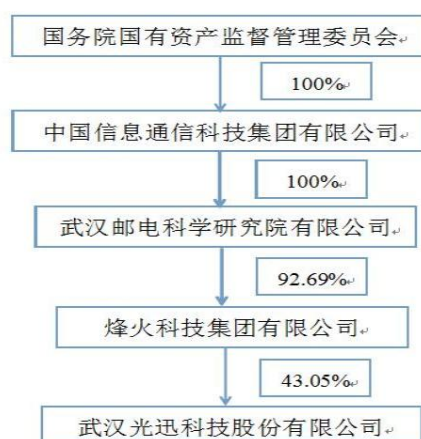 国务院国有资产监督管理委员会
100%
中国信息通信科技集团有限公司
100%
武汉邮电科学研究院有限公司
92.69%
烽火科技集团有限公司
43.05%
武汉光迅科技股份有限公司